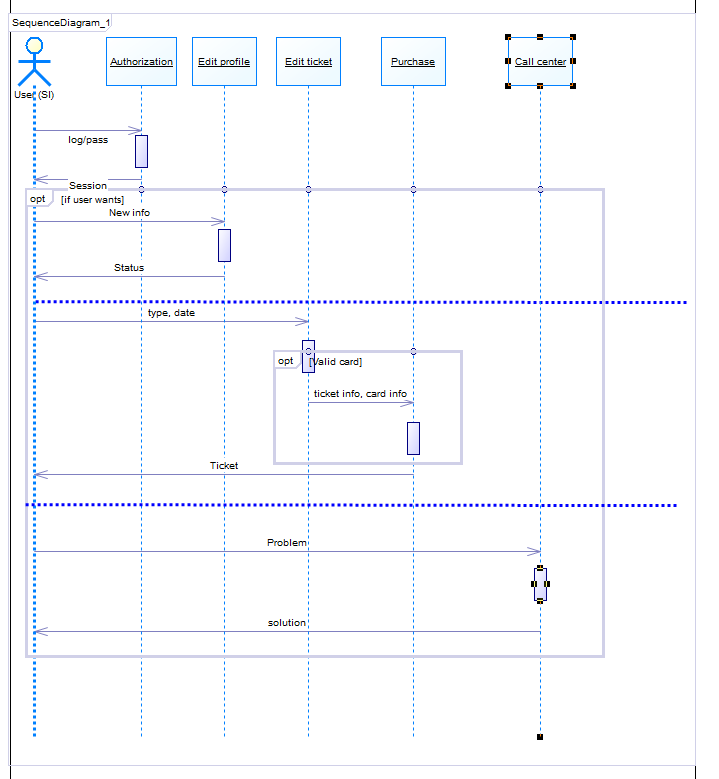 SequenceDiagram_1
Authorization
Edit profile
Edit ticket
Purchase
Call center
User (SI)
log/pass
Session
opt
[if user wants]
New info
Status
type, date
opt
[Valid card]
ticket info, card info
Ticket
Problem
solution